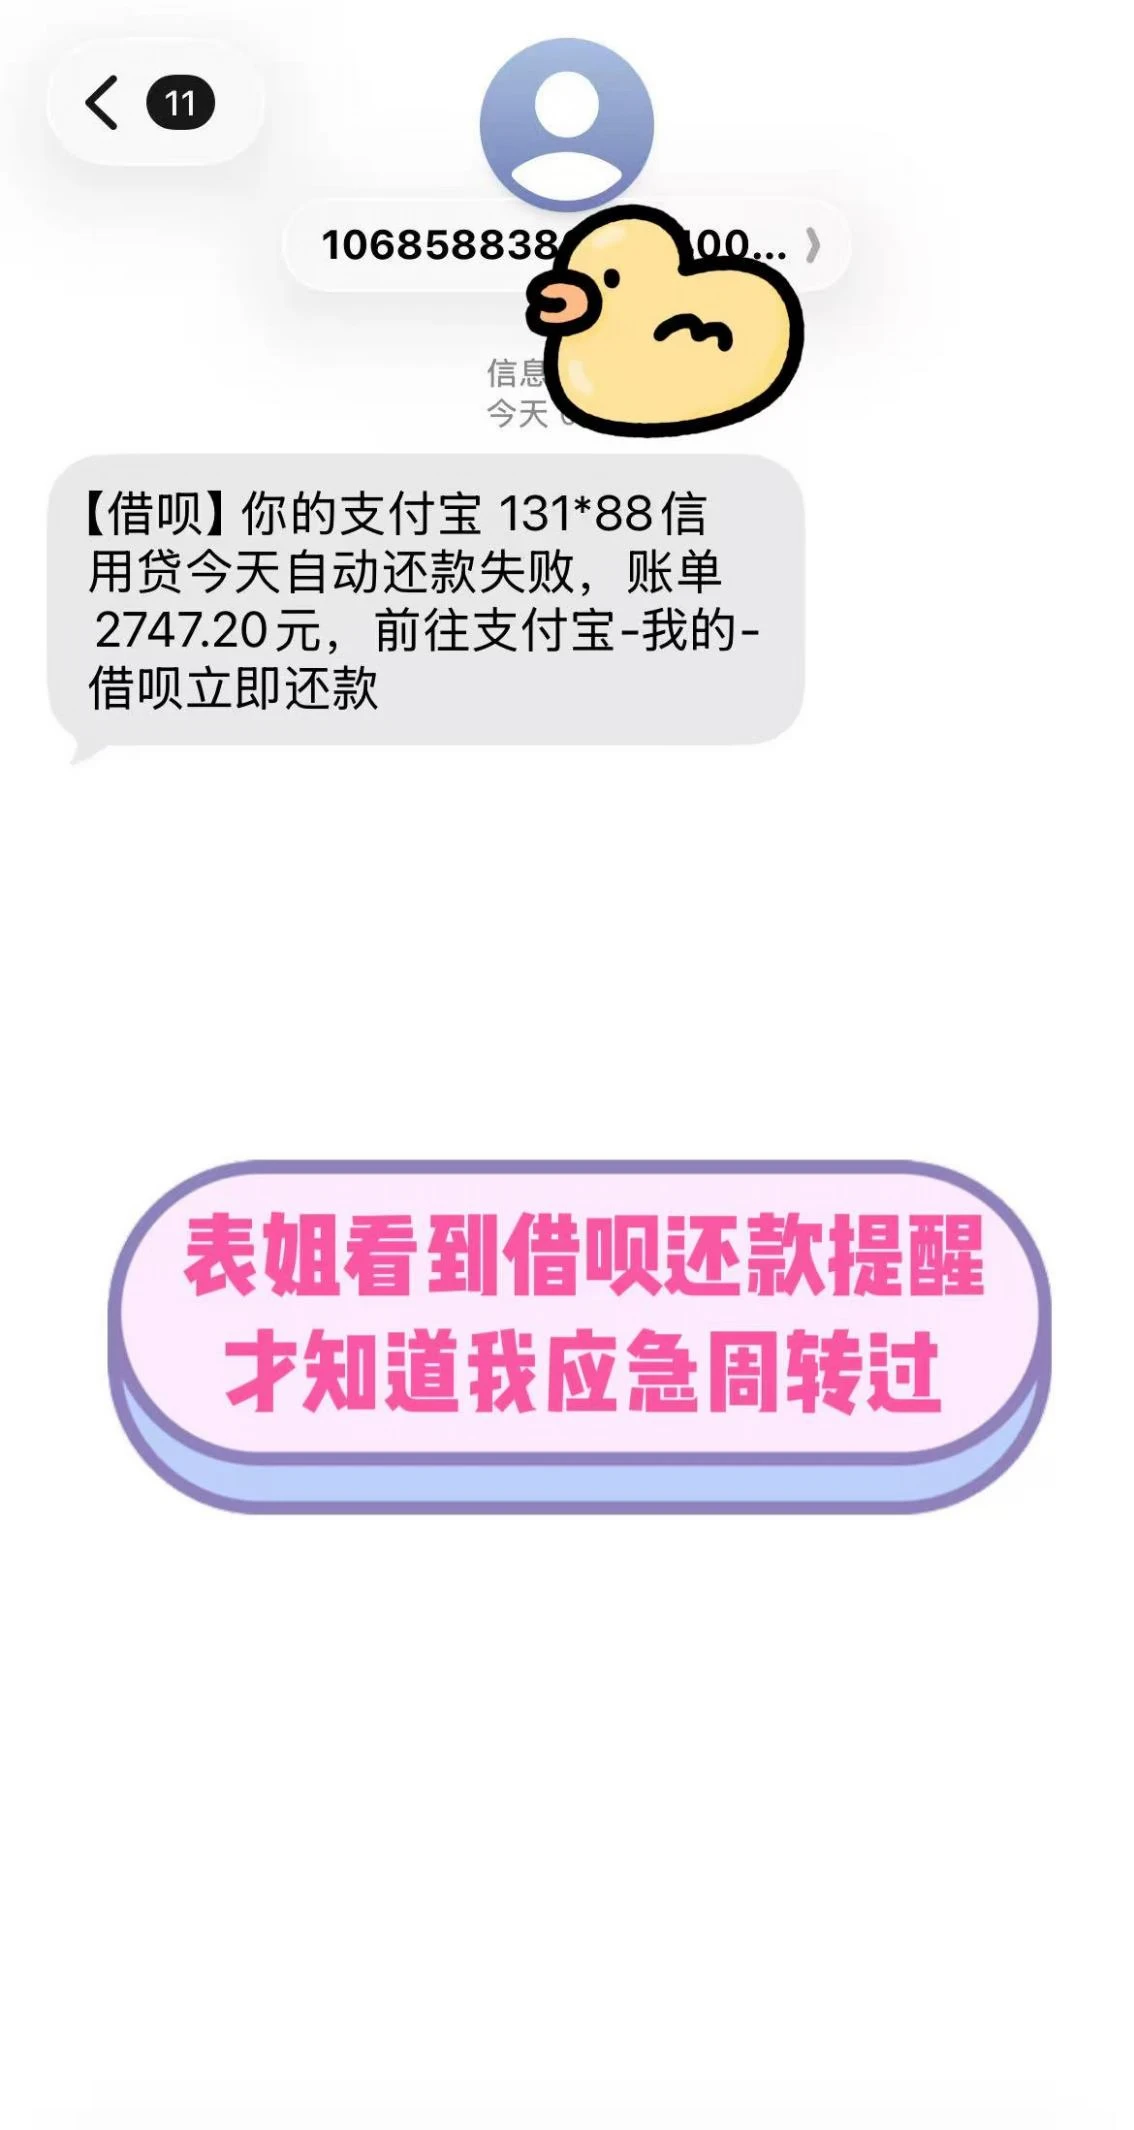 11
106858838
00...
信息
今天
【借呗】你的支付宝 131*88信
用贷今天自动还款失败，账单
2747.20元，前往支付宝-我的-
借呗立即还款
表姐看到借呗还款提醒
才知道我应急周转过